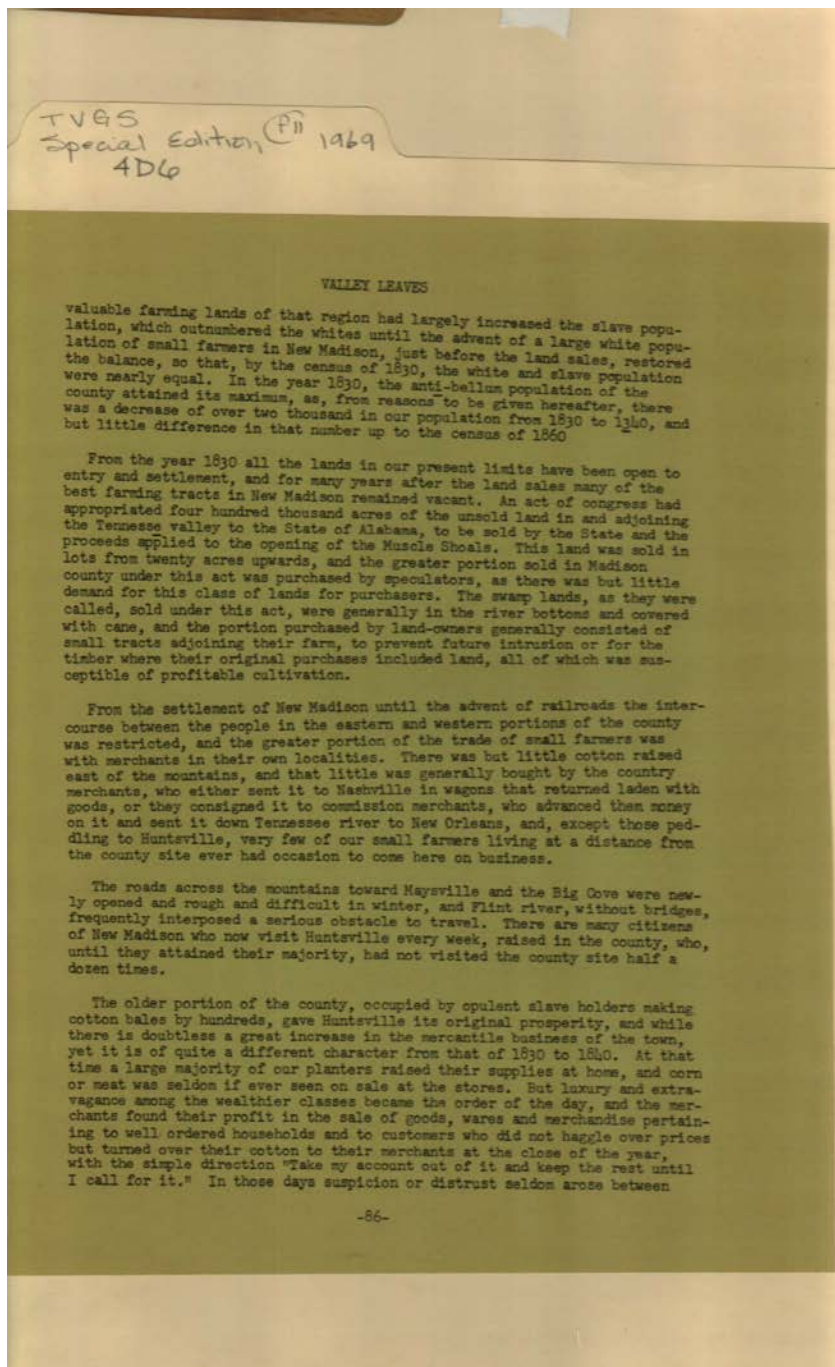 TVGS
Special Edition PII 1969
4D6
VALLEY LEAVES
valuable farming lands of that region had largely increased the slave popu-
lation, which outnumbered the whites until the advent of a large white popu-
lation of small farmers in New Madison, just before the land sales, restored
the balance, so that, by the census of 1830, the white and slave population
were nearly equal. In the year 1830, the anti-bellum population of the
county attained its maximum, as, from reasons to be given hereafter, there
was a decrease of over two thousand in our population from 1830 to 1340, and
but little difference in that number up to the census of 1860
From the year 1830 all the lands in our present limits have been open to
entry and settlement, and for many years after the land sales many of the
best farming tracts in New Madison remained vacant. An act of congress had
appropriated four hundred thousand acres of the unsold land in and adjoining
the Tennesse valley to the State of Alabama, to be sold by the State and the
proceeds applied to the opening of the Muscle Shoals. This land was sold in
lots from twenty acres upwards, and the greater portion sold in Madison
county under this act was purchased by speculators, as there was but little
demand for this class of lands for purchasers. The swamp lands, as they were
called, sold under this act, were generally in the river bottoms and covered
with cane, and the portion purchased by land-owners generally consisted of
small tracts adjoining their farm, to prevent future intrusion or for the
timber where their original purchases included land, all of which was sus-
ceptible of profitable cultivation.
From the settlement of New Madison until the advent of railroads the inter-
course between the people in the eastern and western portions of the county
was restricted, and the greater portion of the trade of small farmers was
with merchants in their own localities. There was but little cotton raised
east of the mountains, and that little was generally bought by the country
merchants, who either sent it to Nashville in wagons that returned laden with
goods, or they consigned it to commission merchants, who advanced them money
on it and sent it down Tennessee river to New Orleans, and, except those ped-
dling to Huntsville, very few of our small farmers living at a distance from
the county site ever had occasion to come here on business.
The roads across the mountains toward Maysville and the Big Cove were new-
ly opened and rough and difficult in winter, and Flint river, without bridges,
frequently interposed a serious obstacle to travel. There are many citizens
of New Madison who now visit Huntsville every week, raised in the county, who,
until they attained their majority, had not visited the county site half a
dozen times.
The older portion of the county, occupied by opulent slave holders making
cotton bales by hundreds, gave Huntsville its original prosperity, and while
there is doubtless a great increase in the mercantile business of the town,
yet it is of quite a different character from that of 1830 to 1840. At that
time a large majority of our planters raised their supplies at home, and corn
or meat was seldom if ever seen on sale at the stores. But luxury and extra-
vagance among the wealthier classes became the order of the day, and the mer-
chants found their profit in the sale of goods, wares and merchandise pertain-
ing to well ordered households and to customers who did not haggle over prices
but turned over their cotton to their merchants at the close of the year,
with the simple direction "Take my account out of it and keep the rest until
I call for it." In those days suspicion or distrust seldom arose between
-86-